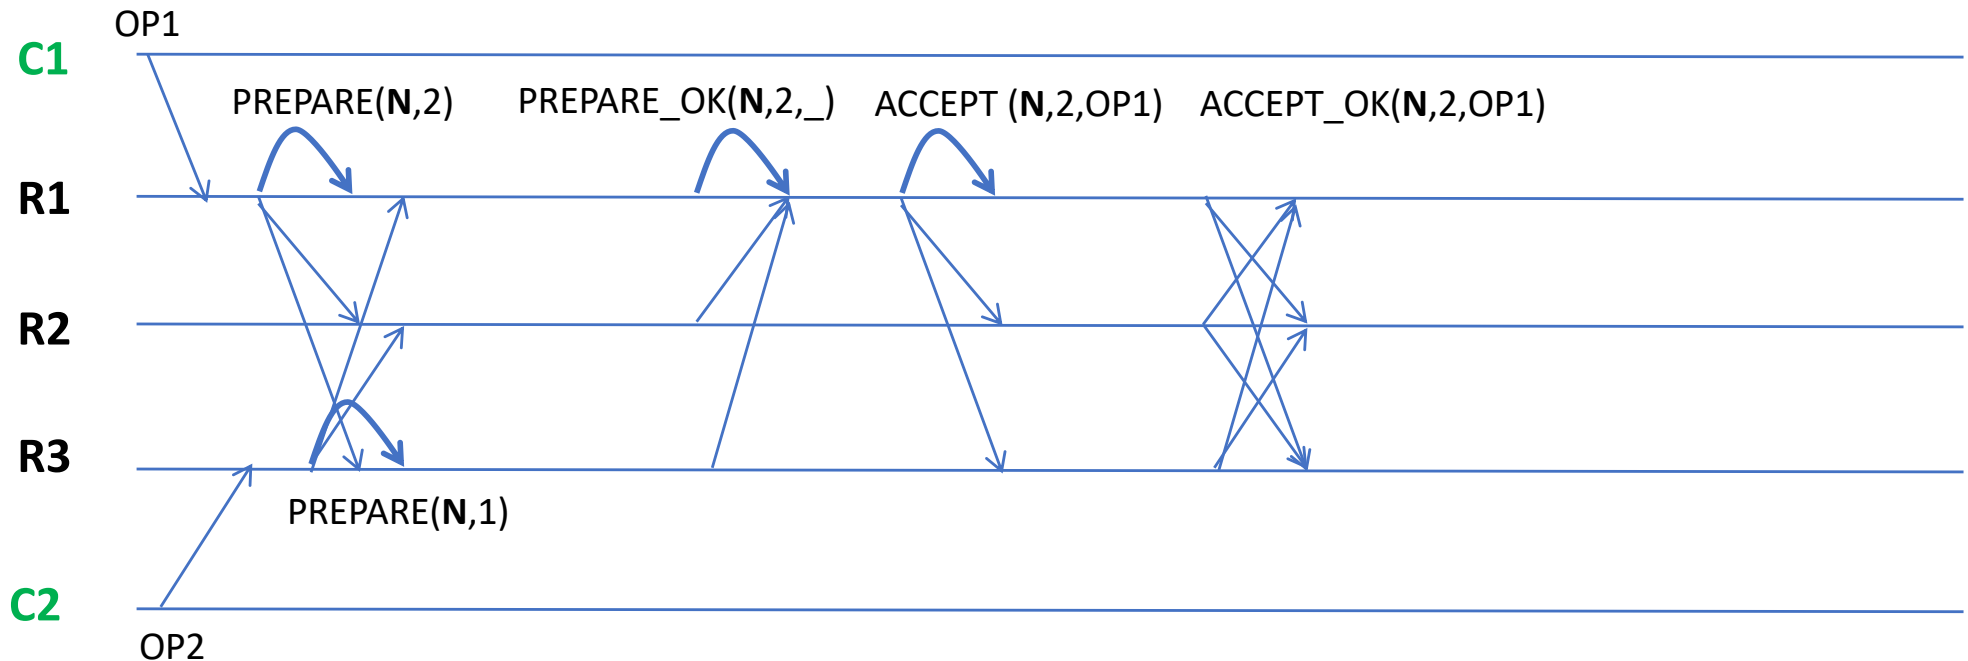 OP1
C1
PREPARE(N,2) PREPARE_OK(N,2,_) ACCEPT (N,2,OP1) ACCEPT_OK(N,2,OP1)
R1
R2
R3
PREPARE(N,1)
C2
OP2